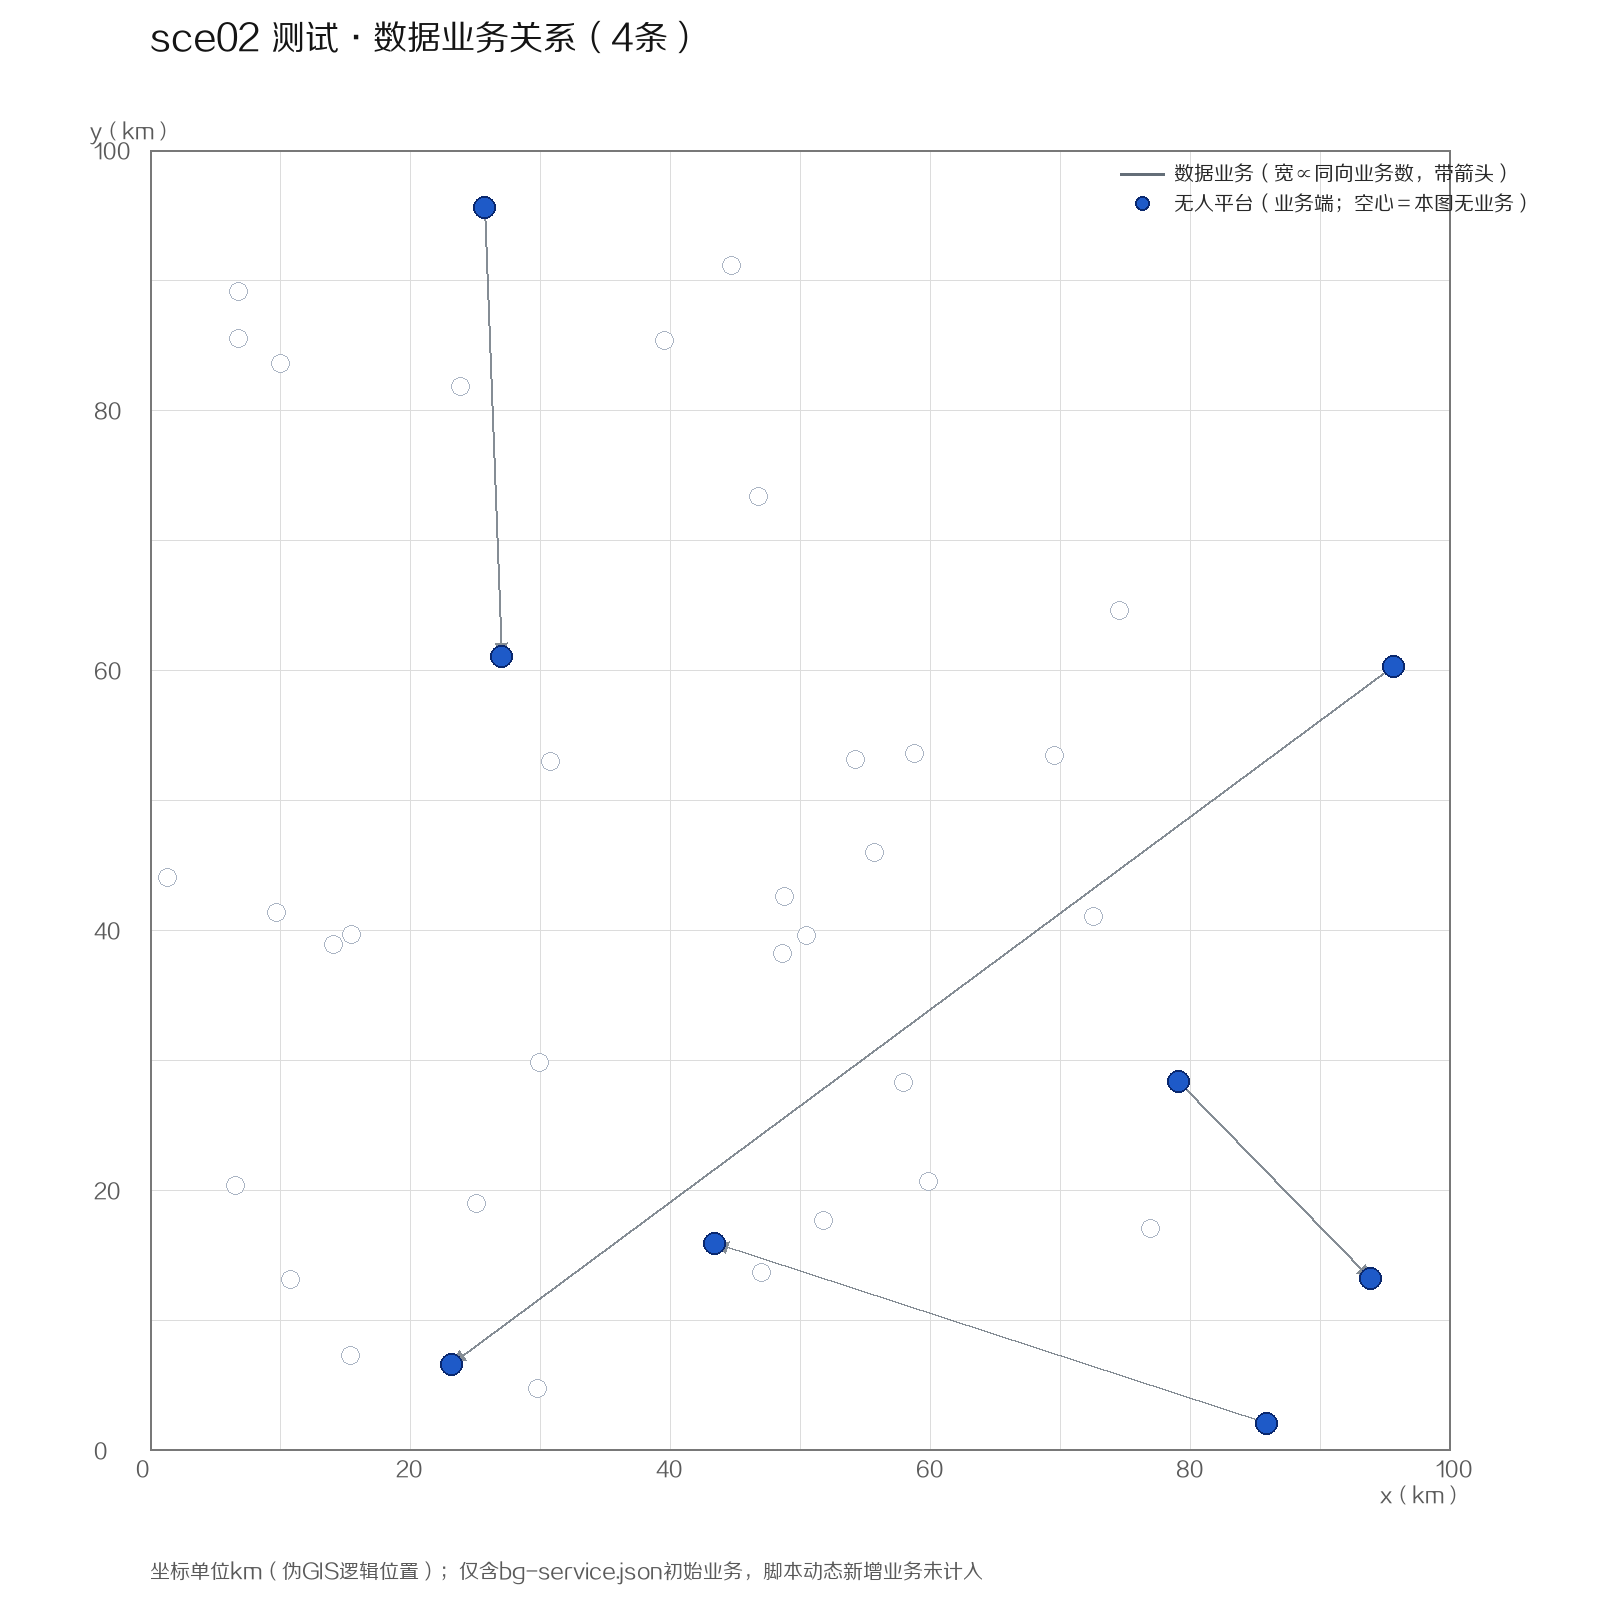 sce02 测试·数据业务关系（4条）
y（km）
100
80
60
40
20
0
数据业务（宽∝同向业务数，带箭头）
无人平台（业务端；空心＝本图无业务）
0 20 40 60 80 100
x（km）
坐标单位km（伪GIS逻辑位置）；仅含bg-service.json初始业务，脚本动态新增业务未计入